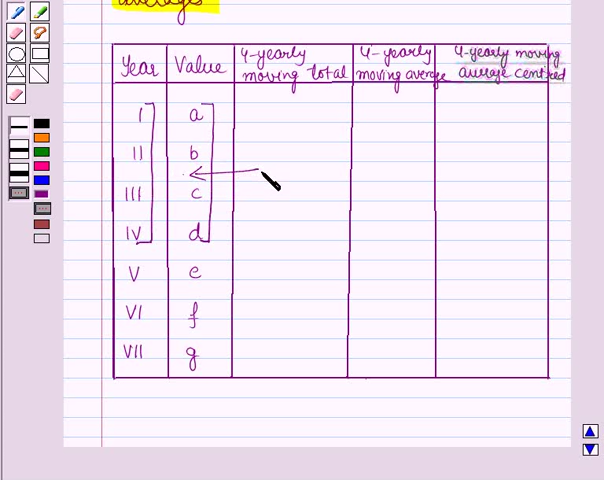 averages
Year Value 4-yearly moving total 4-yearly moving average 4-yearly moving average centred
I a
II b
III c
IV d
V e
VI f
VII g